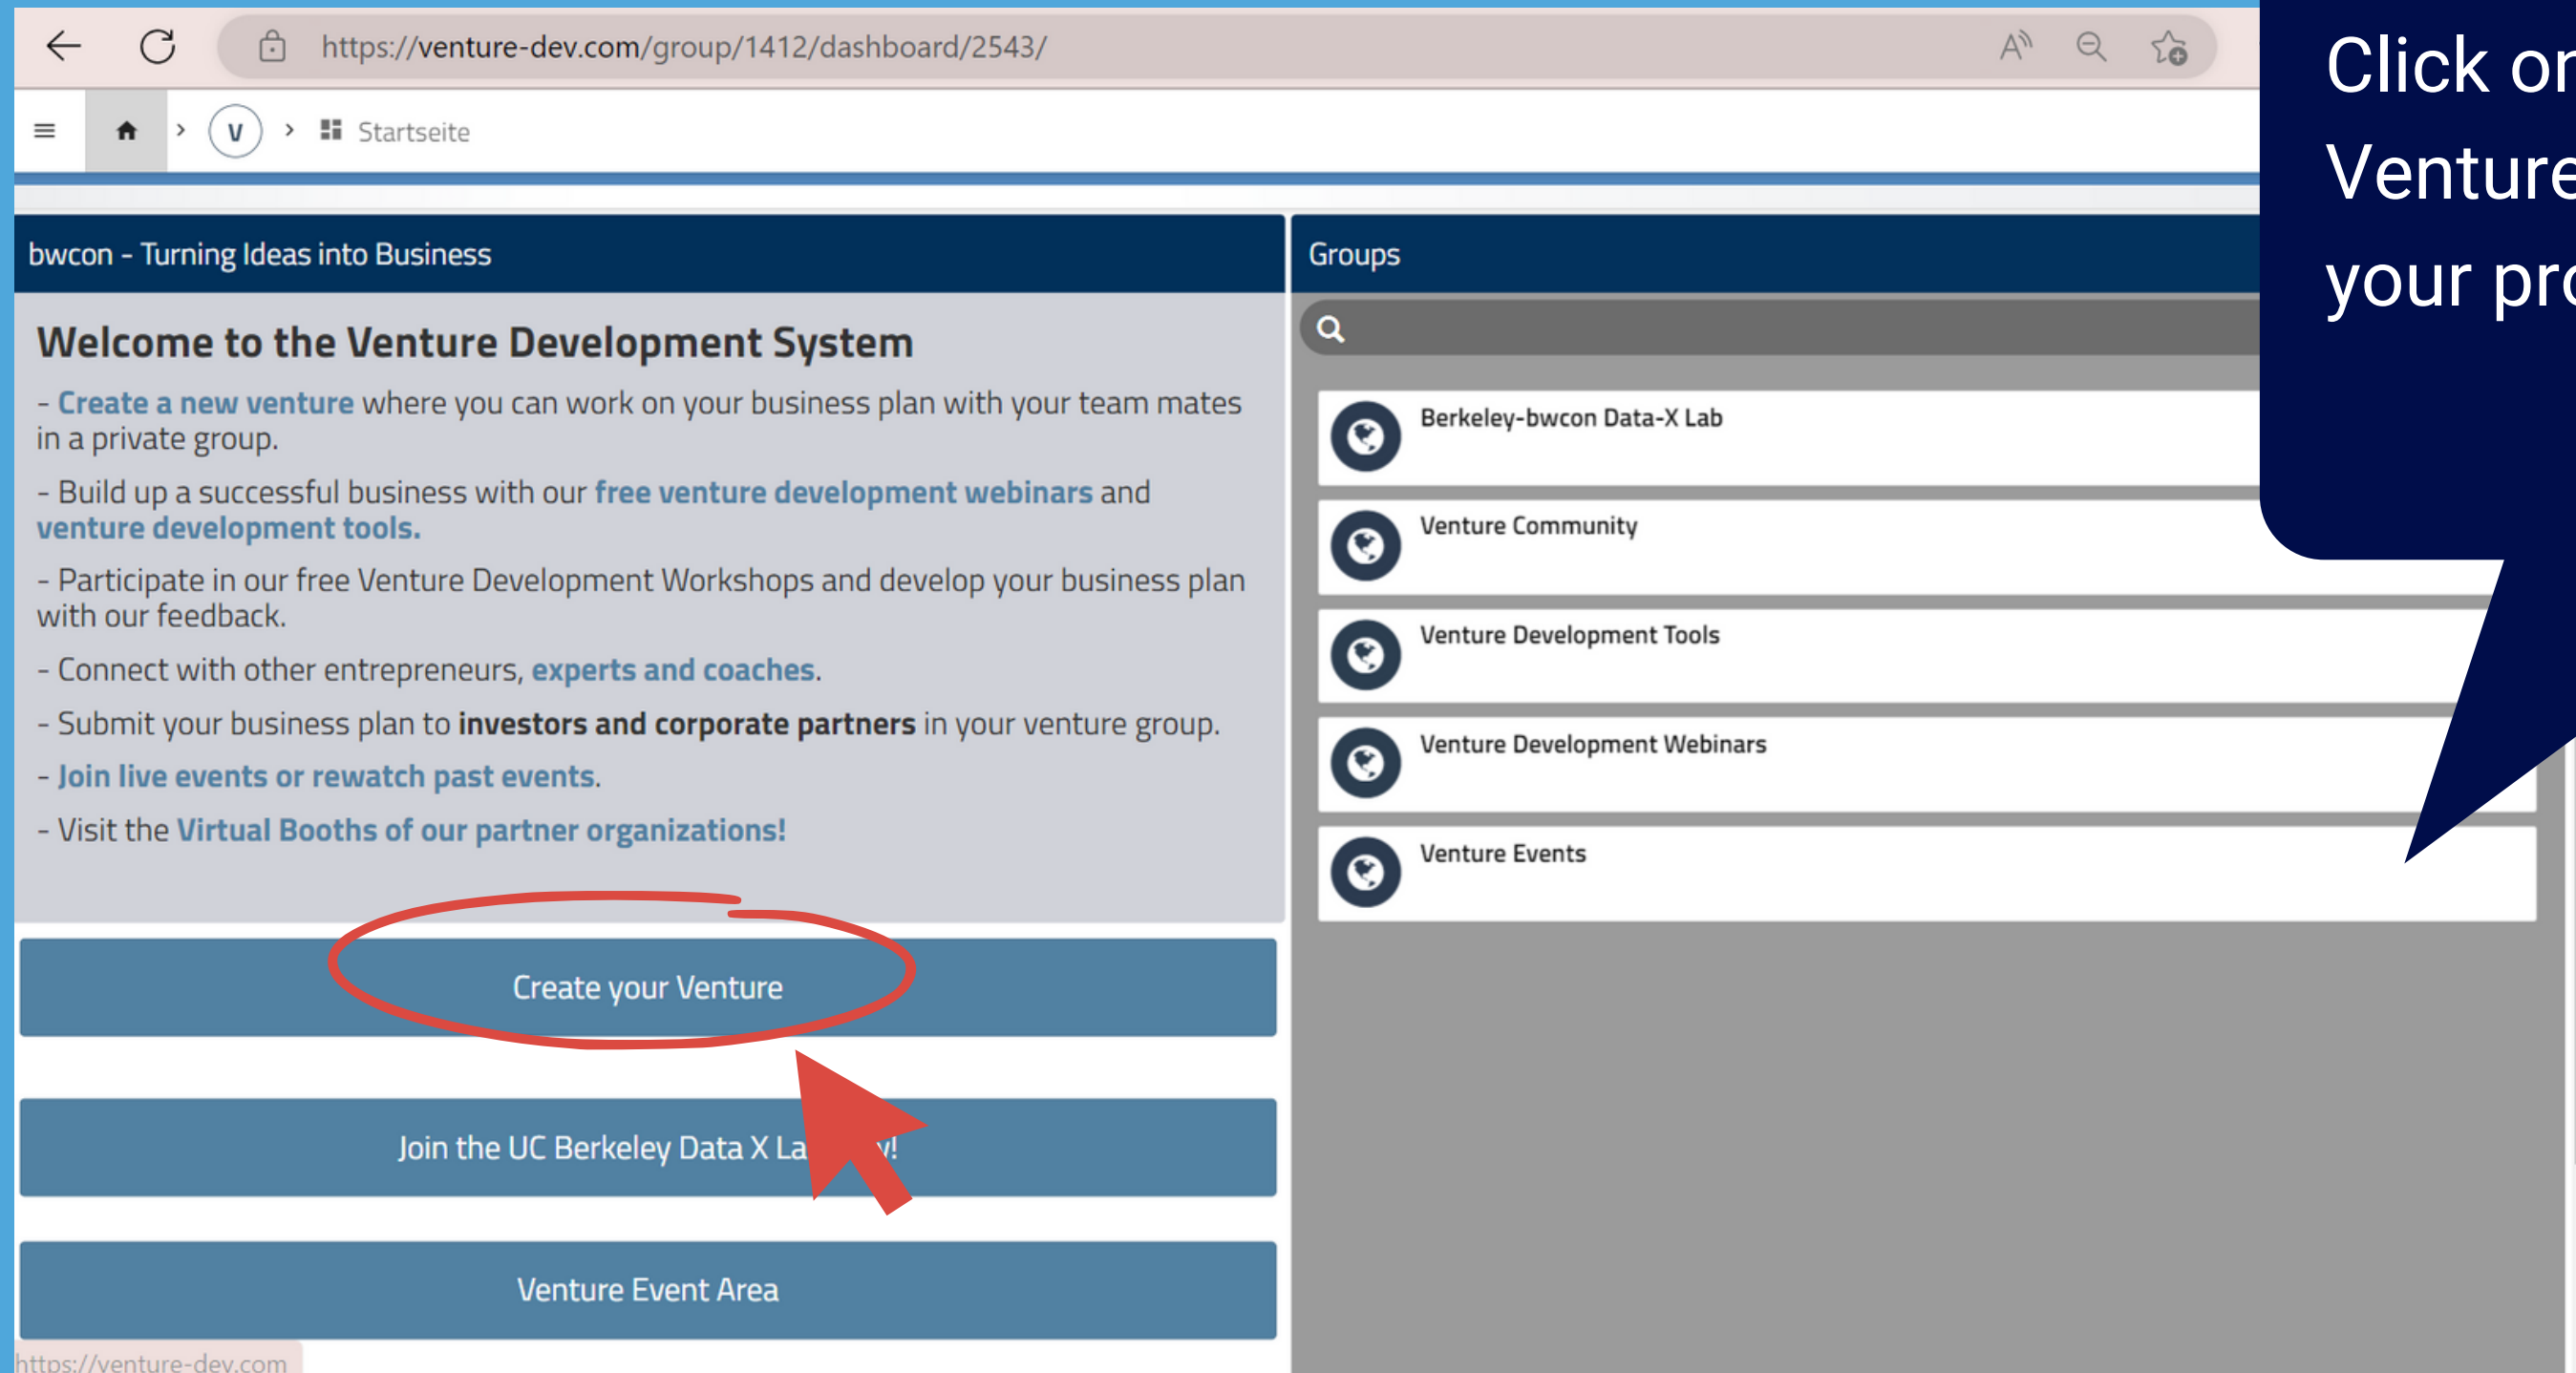 https://venture-dev.com/group/1412/dashboard/2543/
V
Startseite
Click
Venture
your
bwcon - Turning Ideas into Business
Groups
Welcome to the Venture Development System
- Create a new venture where you can work on your business plan with your team mates
in a private group.
- Build up a successful business with our free venture development webinars and
venture development tools.
- Participate in our free Venture Development Workshops and develop your business plan
with our feedback.
- Connect with other entrepreneurs, experts and coaches.
- Submit your business plan to investors and corporate partners in your venture group.
- Join live events or rewatch past events.
- Visit the Virtual Booths of our partner organizations!
Berkeley-bwcon Data-X Lab
Venture Community
Venture Development Tools
Venture Development Webinars
Venture Events
Create your Venture
Join the UC Berkeley Data X
Venture Event Area
https://venture-dev.com